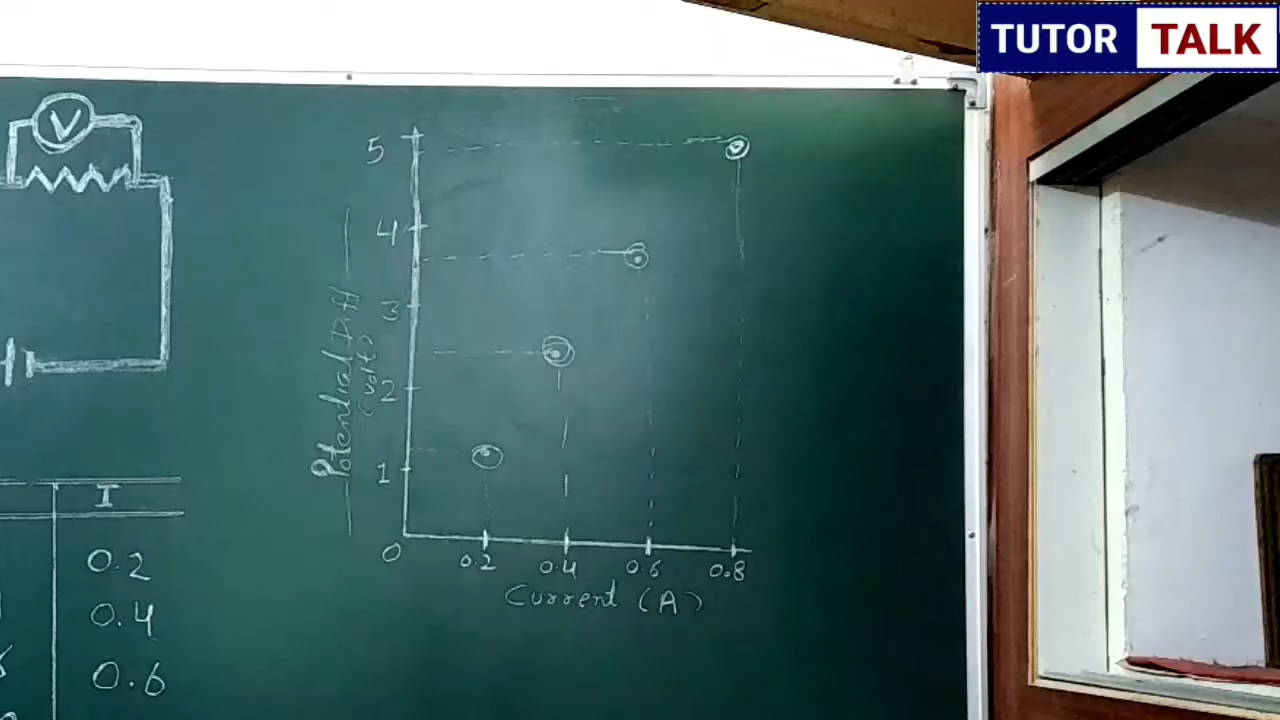 TUTOR TALK
V
5
4
3
2
1
0
Potential Diff
(volt)
0.2 0.4 0.6 0.8
Current (A)
I
0.2
0.4
0.6